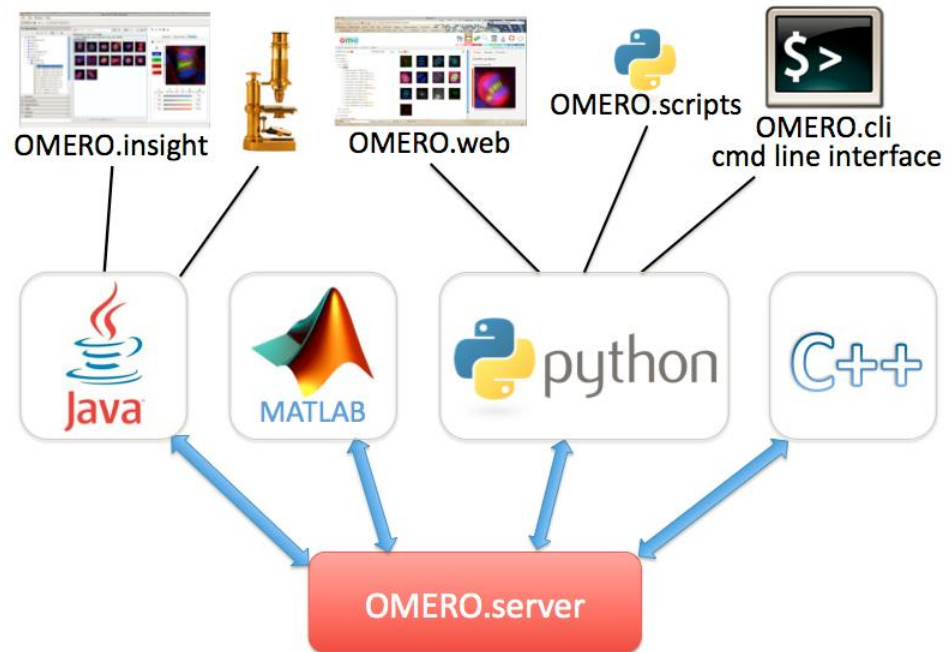 OMERO.insight
OMERO.web
OMERO.scripts
$>
OMERO.cli
cmd line interface
Java
MATLAB
python
C++
OMERO.server